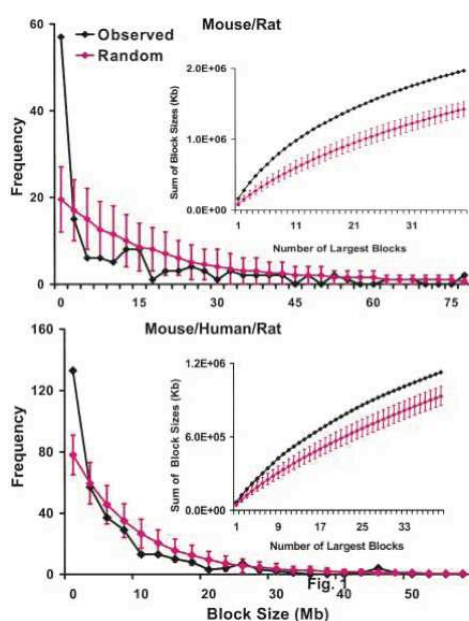 Mouse/Rat
60
40
20
0
Frequency
Observed
Random
2.0E+06
1.0E+06
0.0E+00
Sum of Block Sizes (Kb)
1 11 21 31
Number of Largest Blocks
0 15 30 45 60 75
Mouse/Human/Rat
160
120
80
40
0
Frequency
1.2E+06
6.0E+05
0.0E+00
Sum of Block Sizes (Kb)
1 9 17 25 33
Number of Largest Blocks
Fig. 1
0 10 20 30 40 50
Block Size (Mb)